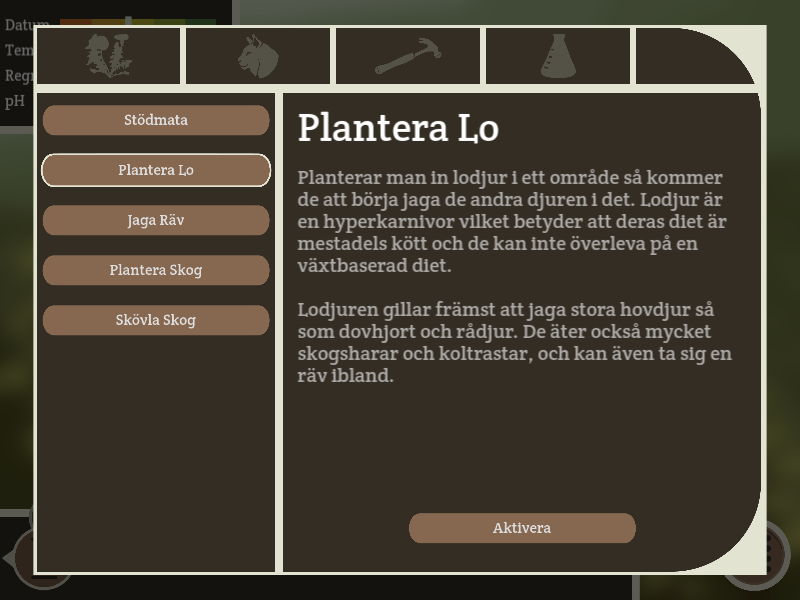 Datum
Tem
Regn
pH
Stödmata
Plantera Lo
Jaga Räv
Plantera Skog
Skövla Skog
Plantera Lo
Planterar man in lodjur i ett område så kommer
de att börja jaga de andra djuren i det. Lodjur är
en hyperkarnivor vilket betyder att deras diet är
mestadels kött och de kan inte överleva på en
växtbaserad diet.
Lodjuren gillar främst att jaga stora hovdjur så
som dovhjort och rådjur. De äter också mycket
skogsharar och koltrastar, och kan även ta sig en
räv ibland.
Aktivera